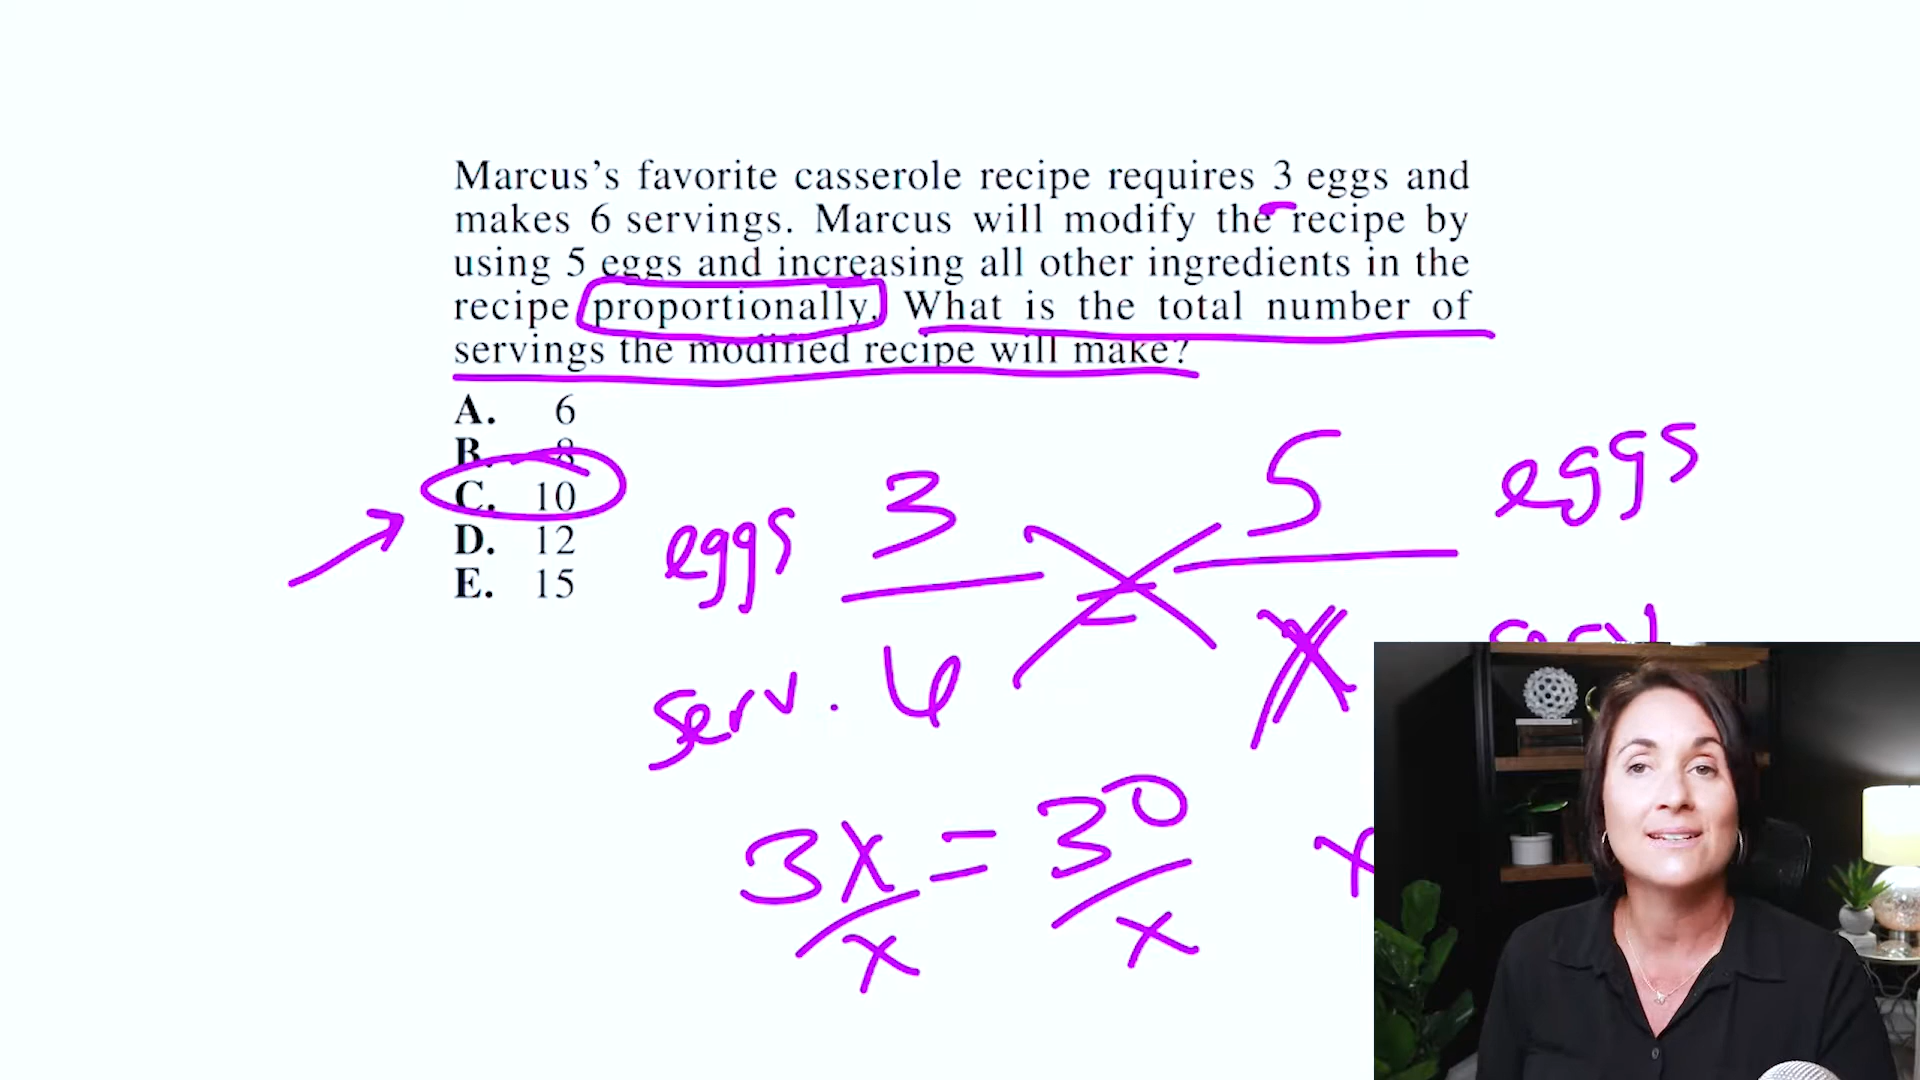 Marcus’s favorite casserole recipe requires 3 eggs and
makes 6 servings. Marcus will modify the recipe by
using 5 eggs and increasing all other ingredients in the
recipe proportionally. What is the total number of
servings the modified recipe will make?
A. 6
B. 8
C. 10
D. 12
E. 15
eggs 3 = 5 eggs
serv. 6 x
3x = 30 x
x x